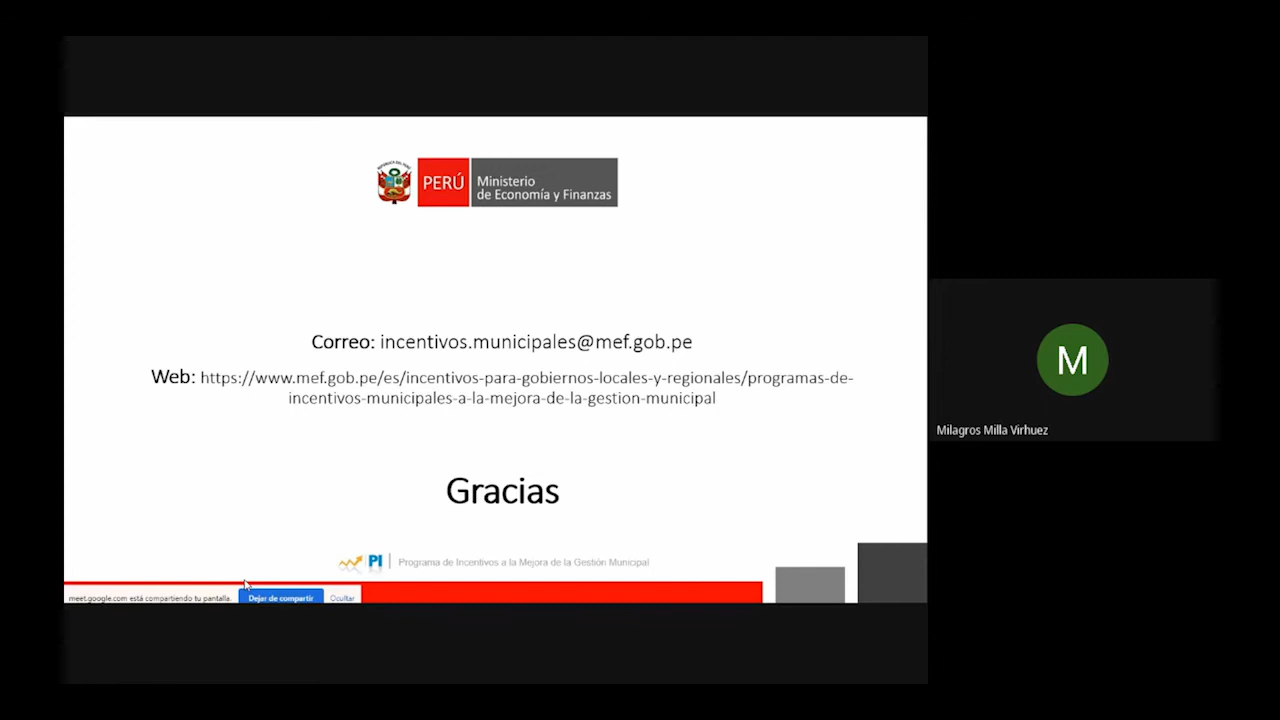 REPÚBLICA DEL PERÚ
PERÚ
Ministerio
de Economía y Finanzas
Correo: incentivos.municipales@mef.gob.pe
Web: https://www.mef.gob.pe/es/incentivos-para-gobiernos-locales-y-regionales/programas-de-
incentivos-municipales-a-la-mejora-de-la-gestion-municipal
M
Milagros Milla Virhuez
Gracias
PI
Programa de Incentivos a la Mejora de la Gestión Municipal
meet.google.com está compartiendo tu pantalla.
Dejar de compartir
Ocultar